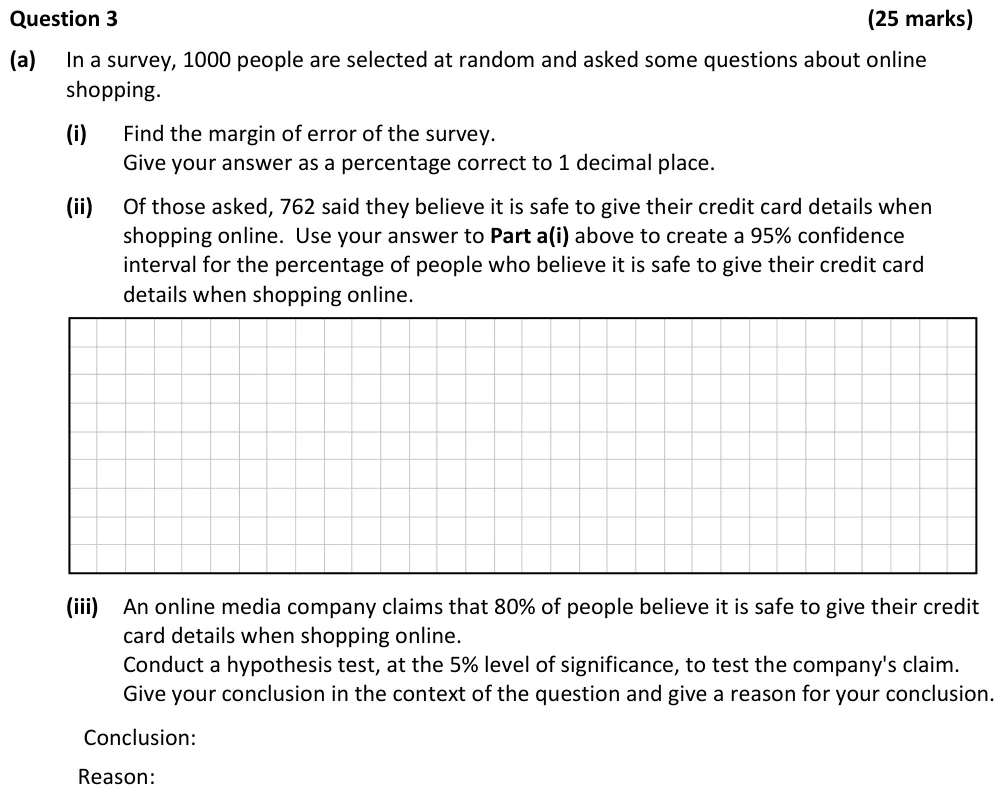 Question 3 (25 marks)
(a) In a survey, 1000 people are selected at random and asked some questions about online
shopping.
(i) Find the margin of error of the survey.
Give your answer as a percentage correct to 1 decimal place.
(ii) Of those asked, 762 said they believe it is safe to give their credit card details when
shopping online. Use your answer to Part a(i) above to create a 95% confidence
interval for the percentage of people who believe it is safe to give their credit card
details when shopping online.
(iii) An online media company claims that 80% of people believe it is safe to give their credit
card details when shopping online.
Conduct a hypothesis test, at the 5% level of significance, to test the company's claim.
Give your conclusion in the context of the question and give a reason for your conclusion.
Conclusion:
Reason: